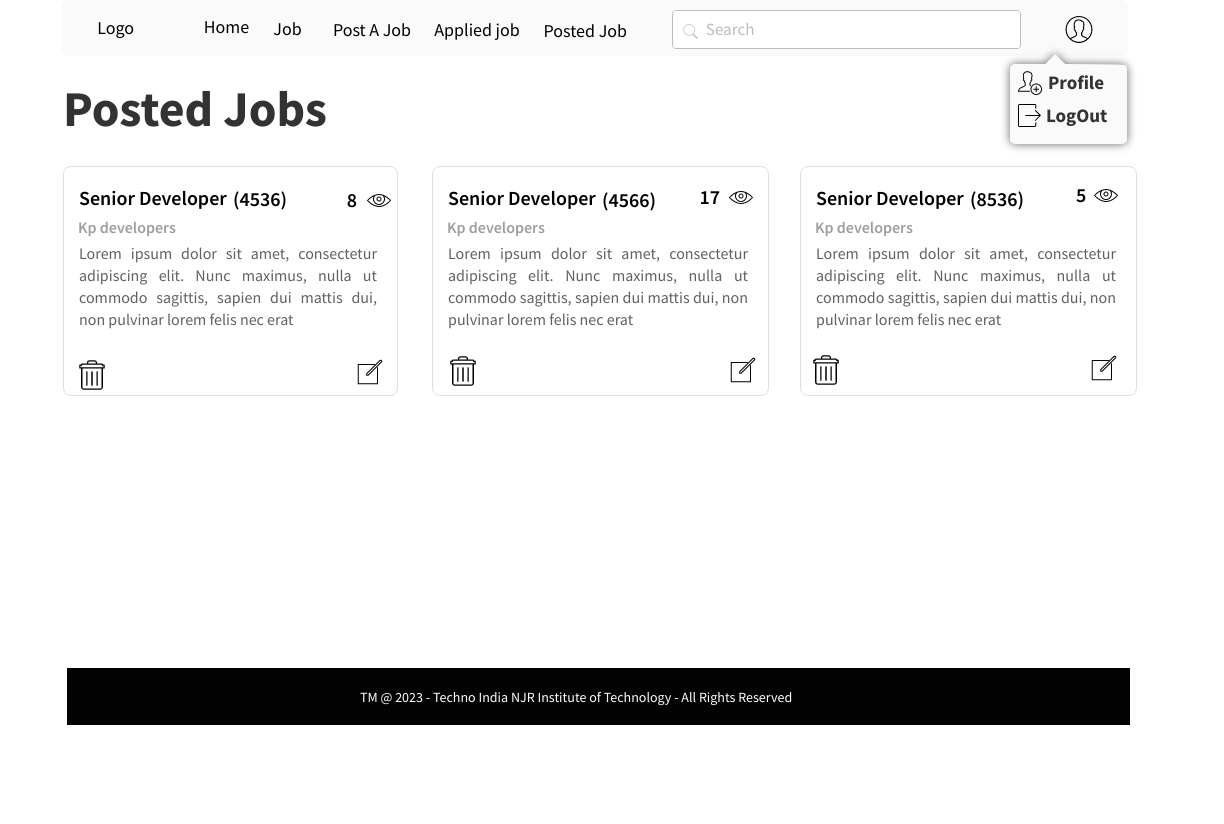 Logo
Home
Job
Post A Job
Applied job
Posted Job
Search
Profile
LogOut
Posted Jobs
Senior Developer (4536)
8
Kp developers
Lorem ipsum dolor sit amet, consectetur
adipiscing elit. Nunc maximus, nulla ut
commodo sagittis, sapien dui mattis dui,
non pulvinar lorem felis nec erat
Senior Developer (4566)
17
Kp developers
Lorem ipsum dolor sit amet, consectetur
adipiscing elit. Nunc maximus, nulla ut
commodo sagittis, sapien dui mattis dui, non
pulvinar lorem felis nec erat
Senior Developer (8536)
5
Kp developers
Lorem ipsum dolor sit amet, consectetur
adipiscing elit. Nunc maximus, nulla ut
commodo sagittis, sapien dui mattis dui, non
pulvinar lorem felis nec erat
TM @ 2023 - Techno India NJR Institute of Technology - All Rights Reserved